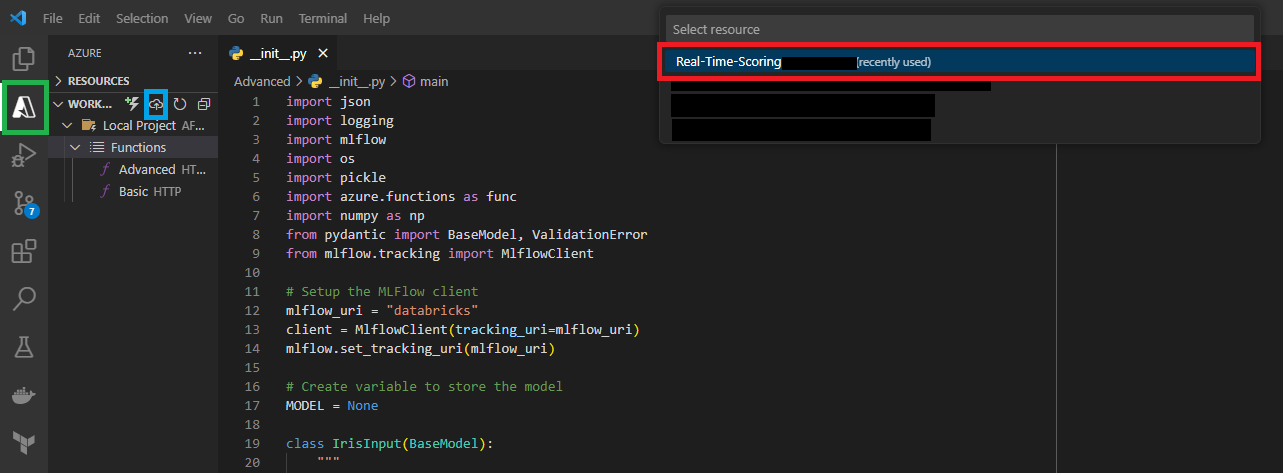 File Edit Selection View Go Run Terminal Help
Select resource
Real-Time-Scoring (recently used)
AZURE ...
RESOURCES
WORK...
Local Project AF...
Functions
Advanced HT...
Basic HTTP
7
__init__.py
Advanced > __init__.py > main
1 import json
2 import logging
3 import mlflow
4 import os
5 import pickle
6 import azure.functions as func
7 import numpy as np
8 from pydantic import BaseModel, ValidationError
9 from mlflow.tracking import MlflowClient
10
11 # Setup the MLFlow client
12 mlflow_uri = "databricks"
13 client = MlflowClient(tracking_uri=mlflow_uri)
14 mlflow.set_tracking_uri(mlflow_uri)
15
16 # Create variable to store the model
17 MODEL = None
18
19 class IrisInput(BaseModel):
20 """